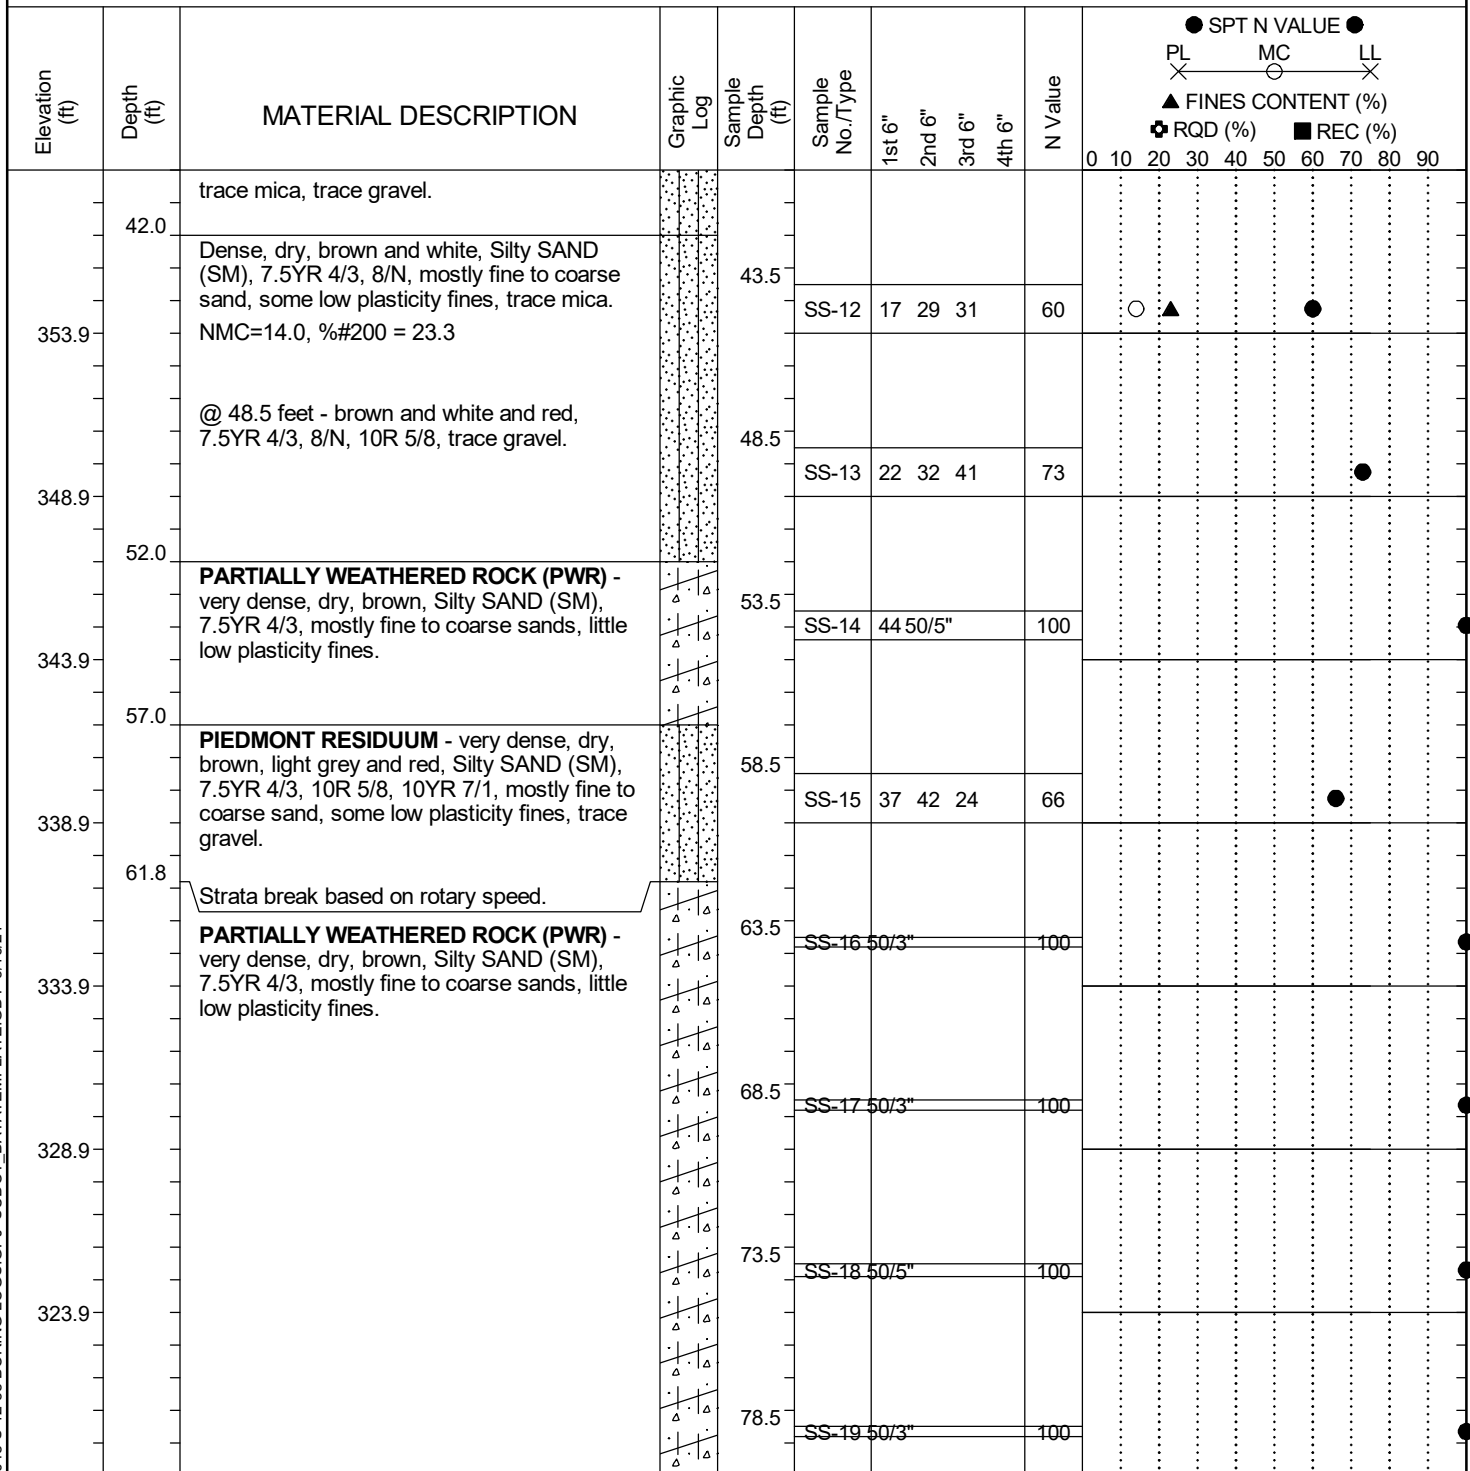 ● SPT N VALUE ●
PL MC LL
▲ FINES CONTENT (%)
RQD (%) ■ REC (%)
Elevation (ft) Depth (ft) MATERIAL DESCRIPTION Graphic Log Sample Depth (ft) Sample No./Type 1st 6" 2nd 6" 3rd 6" 4th 6" N Value
0 10 20 30 40 50 60 70 80 90
trace mica, trace gravel.
42.0
Dense, dry, brown and white, Silty SAND
(SM), 7.5YR 4/3, 8/N, mostly fine to coarse
43.5
sand, some low plasticity fines, trace mica.
SS-12 17 29 31 60
353.9 NMC=14.0, %#200 = 23.3
@ 48.5 feet - brown and white and red,
7.5YR 4/3, 8/N, 10R 5/8, trace gravel.
48.5
SS-13 22 32 41 73
348.9
52.0
PARTIALLY WEATHERED ROCK (PWR) -
very dense, dry, brown, Silty SAND (SM),
53.5
7.5YR 4/3, mostly fine to coarse sands, little
SS-14 44 50/5" 100
low plasticity fines.
343.9
57.0
PIEDMONT RESIDUUM - very dense, dry,
brown, light grey and red, Silty SAND (SM),
58.5
7.5YR 4/3, 10R 5/8, 10YR 7/1, mostly fine to
SS-15 37 42 24 66
coarse sand, some low plasticity fines, trace
338.9
gravel.
61.8
Strata break based on rotary speed.
63.5
PARTIALLY WEATHERED ROCK (PWR) -
SS-16 50/3" 100
very dense, dry, brown, Silty SAND (SM),
333.9 7.5YR 4/3, mostly fine to coarse sands, little
low plasticity fines.
68.5
SS-17 50/3" 100
328.9
73.5
SS-18 50/5" 100
323.9
78.5
SS-19 50/3" 100